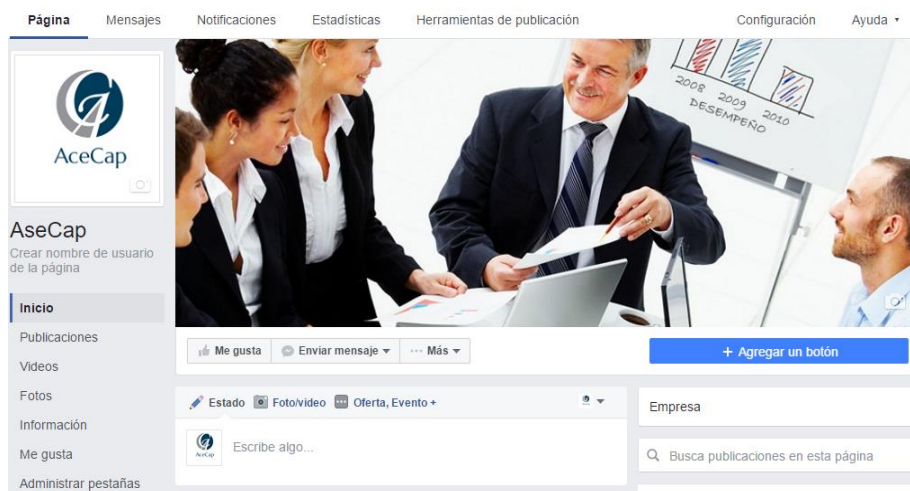 Página Mensajes Notificaciones Estadísticas Herramientas de publicación Configuración Ayuda
AceCap
2008 2009 2010
DESEMPEÑO
AseCap
Crear nombre de usuario
de la página
Inicio
Publicaciones
Videos
Fotos
Información
Me gusta
Administrar pestañas
Me gusta Enviar mensaje ... Más + Agregar un botón
Estado Foto/video Oferta, Evento +
AceCap
Escribe algo...
Empresa
Busca publicaciones en esta página